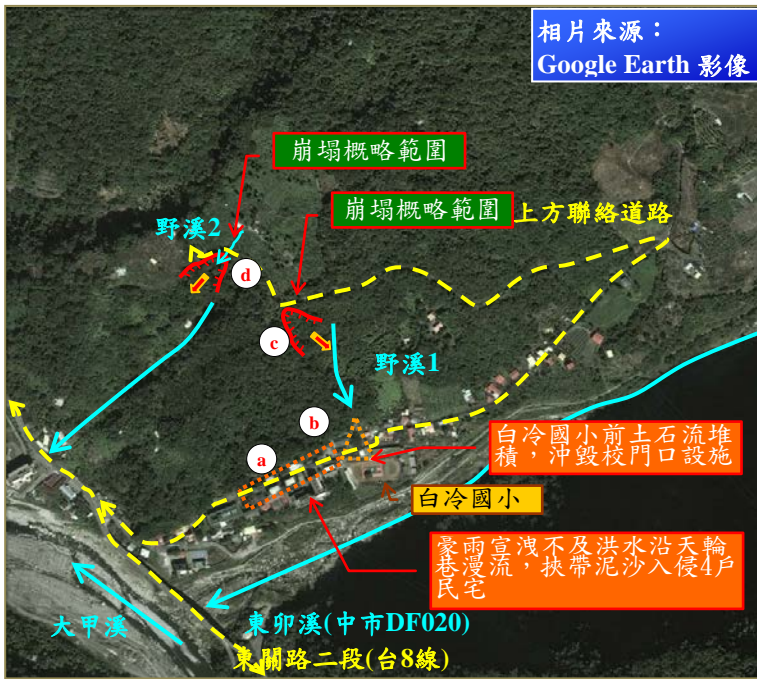 相片來源：
Google Earth 影像
崩塌概略範圍
崩塌概略範圍
上方聯絡道路
野溪2
d
c
野溪1
b
a
白冷國小前土石流堆
積，沖毀校門口設施
白冷國小
豪雨宣洩不及洪水沿天輪
巷漫流，挾帶泥沙入侵4戶
民宅
大甲溪
東卯溪(中市DF020)
東關路二段(台8線)